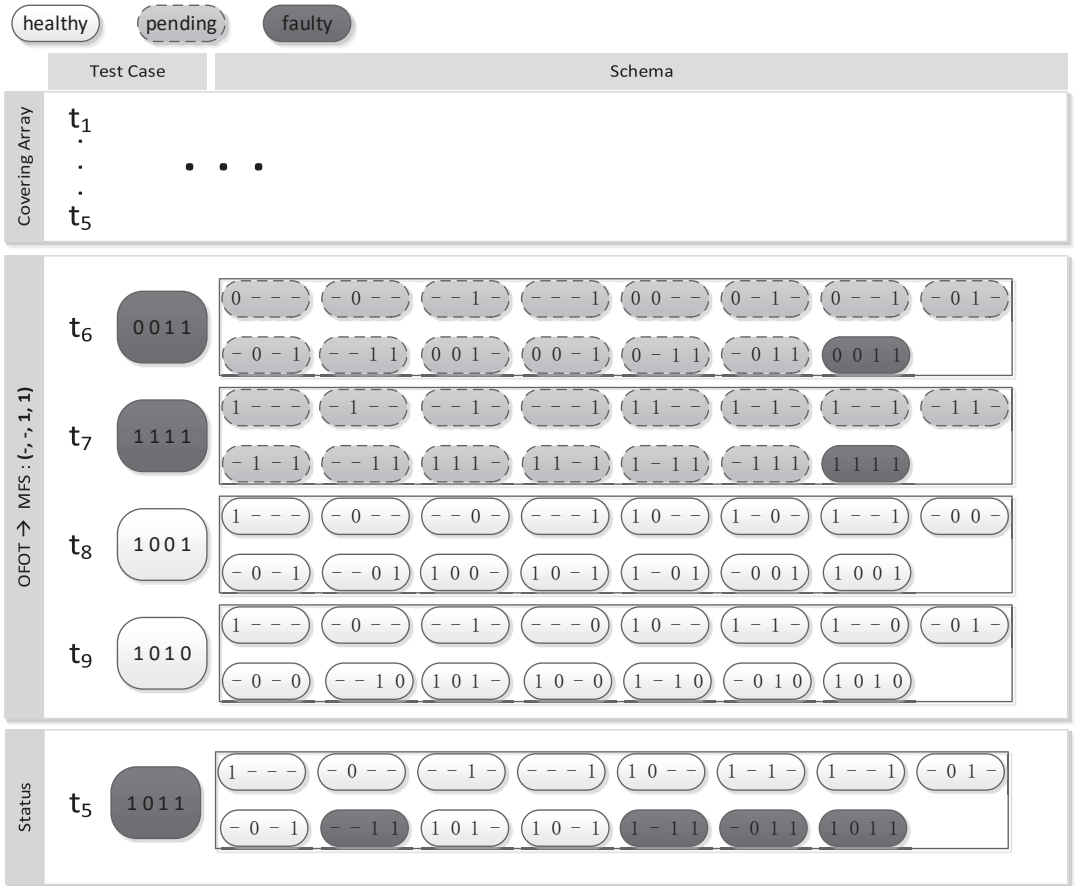 healthy pending faulty
Test Case Schema
Covering Array
t1
. . .
t5
OFOT → MFS : (-, -, 1, 1)
t6 0011
0 - - - - 0 - - - - 1 - - - - 1 0 0 - - 0 - 1 - 0 - - 1 - 0 1 -
- 0 - 1 - - 1 1 0 0 1 - 0 0 - 1 0 - 1 1 - 0 1 1 0 0 1 1
t7 1111
1 - - - - 1 - - - - 1 - - - - 1 1 1 - - 1 - 1 - 1 - - 1 - 1 1 -
- 1 - 1 - - 1 1 1 1 1 - 1 1 - 1 1 - 1 1 - 1 1 1 1 1 1 1
t8 1001
1 - - - - 0 - - - - 0 - - - - 1 1 0 - - 1 - 0 - 1 - - 1 - 0 0 -
- 0 - 1 - - 0 1 1 0 0 - 1 0 - 1 1 - 0 1 - 0 0 1 1 0 0 1
t9 1010
1 - - - - 0 - - - - 1 - - - - 0 1 0 - - 1 - 1 - 1 - - 0 - 0 1 -
- 0 - 0 - - 1 0 1 0 1 - 1 0 - 0 1 - 1 0 - 0 1 0 1 0 1 0
Status
t5 1011
1 - - - - 0 - - - - 1 - - - - 1 1 0 - - 1 - 1 - 1 - - 1 - 0 1 -
- 0 - 1 - - 1 1 1 0 1 - 1 0 - 1 1 - 1 1 - 0 1 1 1 0 1 1